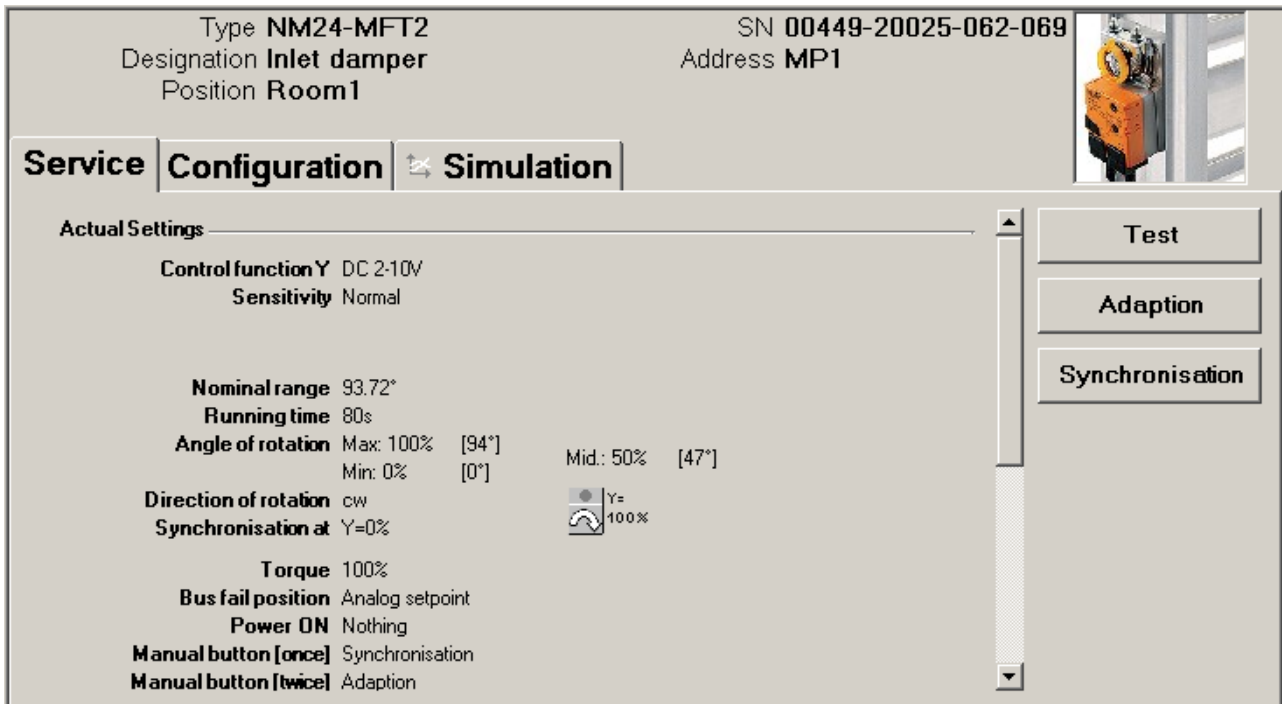 Type NM24-MFT2 SN 00449-20025-062-069
Designation Inlet damper Address MP1
Position Room1
Service Configuration Simulation
Actual Settings
Test
Control function Y DC 2-10V
Sensitivity Normal
Adaption
Synchronisation
Nominal range 93.72°
Running time 80s
Angle of rotation Max: 100% [94°] Mid.: 50% [47°]
Min: 0% [0°]
Direction of rotation cw
Y=
100%
Synchronisation at Y=0%
Torque 100%
Bus fail position Analog setpoint
Power ON Nothing
Manual button [once] Synchronisation
Manual button [twice] Adaption